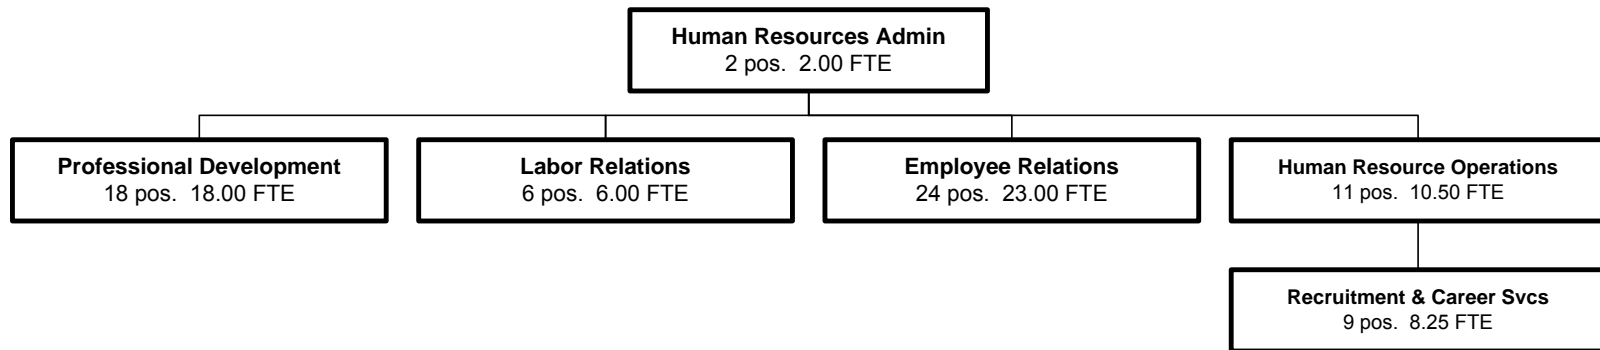 Human Resources Admin
2 pos.  2.00 FTE
Professional Development
18 pos.  18.00 FTE
Labor Relations
6 pos.  6.00 FTE
Employee Relations
24 pos.  23.00 FTE
Human Resource Operations
11 pos.  10.50 FTE
Recruitment & Career Svcs
9 pos.  8.25 FTE